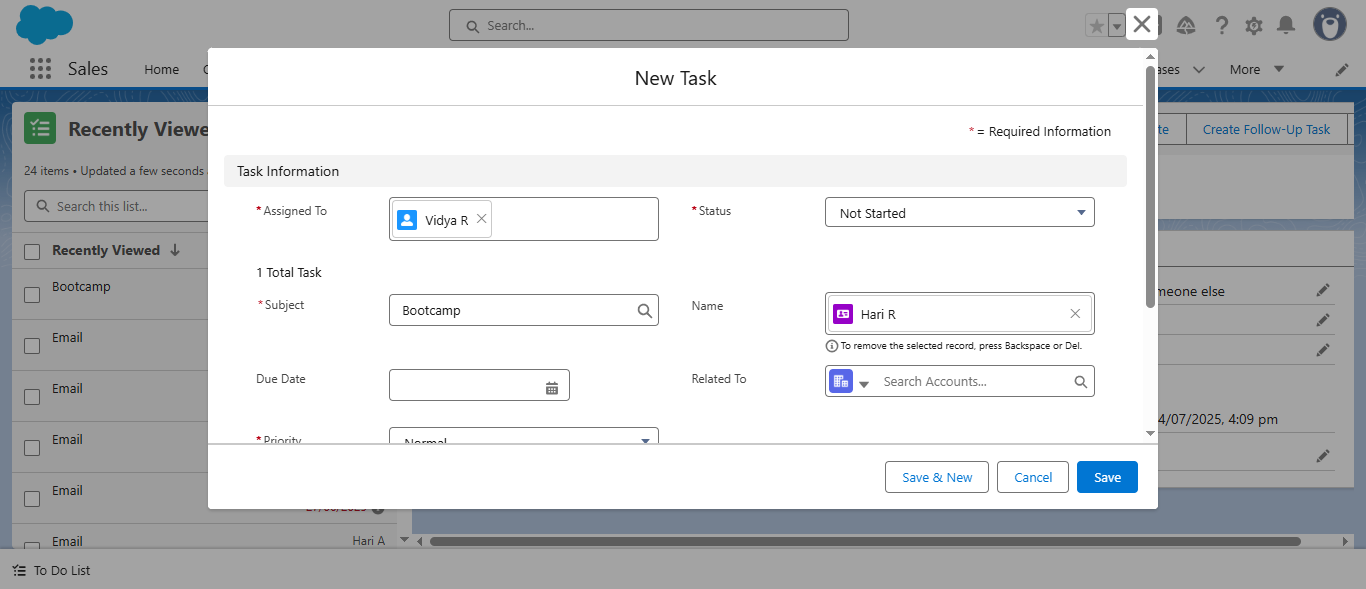 Search...
Sales
Home
ases
More
New Task
Recently Viewe
24 items • Updated a few seconds
Search this list...
Recently Viewed
Bootcamp
Email
Email
Email
Email
Email
Hari A
* = Required Information
Task Information
*Assigned To
Vidya R
*Status
Not Started
1 Total Task
*Subject
Bootcamp
Name
Hari R
To remove the selected record, press Backspace or Del.
Due Date
Related To
Search Accounts...
*Priority
Normal
Save & New
Cancel
Save
te
Create Follow-Up Task
meone else
4/07/2025, 4:09 pm
To Do List